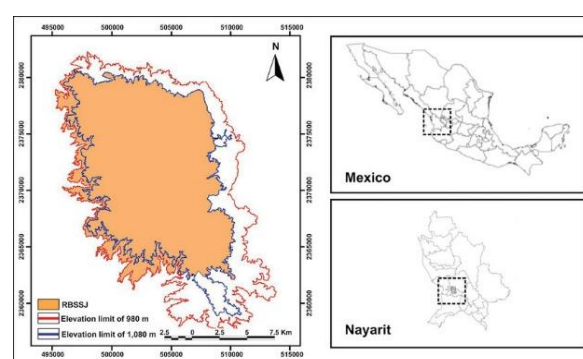 495000 500000 505000 510000 515000
N
2380000 2380000
2375000 2375000
2370000 2370000
2365000 2365000
2360000 2360000
RBSSJ
Elevation limit of 980 m
Elevation limit of 1,080 m
2.5 0 2.5 5 7.5 Km
495000 500000 505000 510000 515000
Mexico
Nayarit